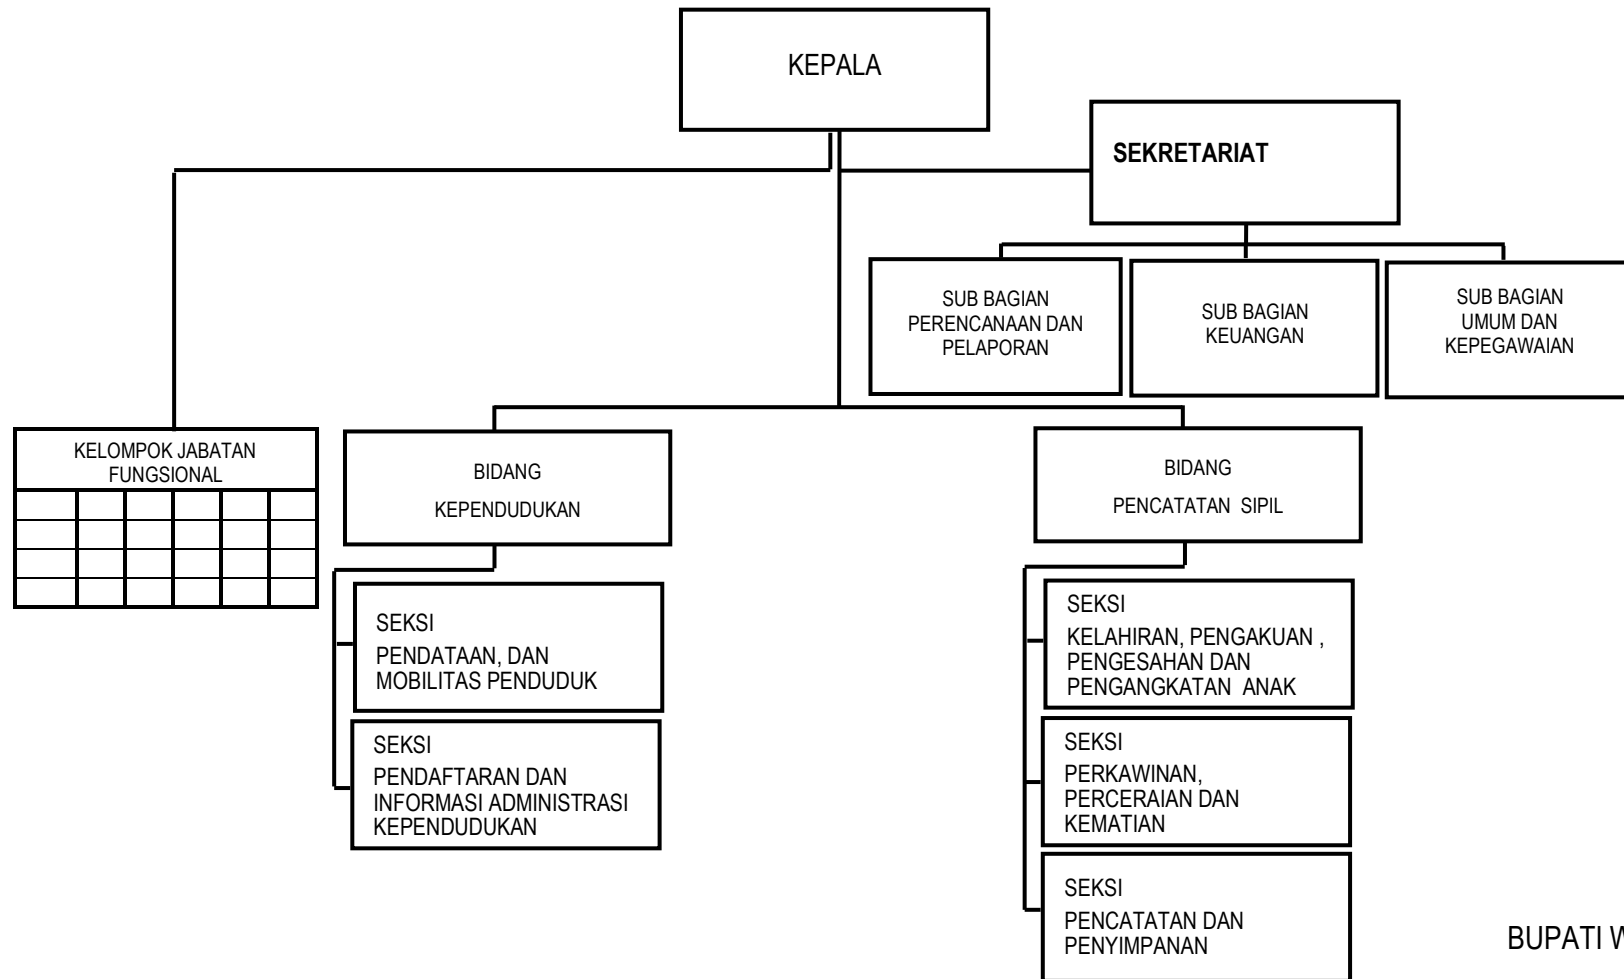 KEPALA
SEKRETARIAT
SUB BAGIAN
PERENCANAAN DAN
PELAPORAN
SUB BAGIAN
KEUANGAN
SUB BAGIAN
UMUM DAN
KEPEGAWAIAN
KELOMPOK JABATAN
FUNGSIONAL
BIDANG
KEPENDUDUKAN
BIDANG
PENCATATAN SIPIL
SEKSI
PENDATAAN, DAN
MOBILITAS PENDUDUK
SEKSI
PENDAFTARAN DAN
INFORMASI ADMINISTRASI
KEPENDUDUKAN
SEKSI
KELAHIRAN, PENGAKUAN ,
PENGESAHAN DAN
PENGANGKATAN ANAK
SEKSI
PERKAWINAN,
PERCERAIAN DAN
KEMATIAN
SEKSI
PENCATATAN DAN
PENYIMPANAN
BUPATI